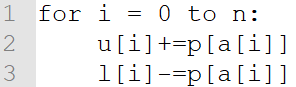 1 for i = 0 to n:
2     u[i]+=p[a[i]]
3     l[i]-=p[a[i]]